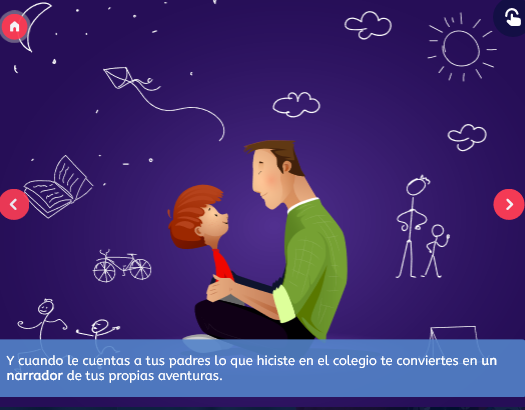 Y cuando le cuentas a tus padres lo que hiciste en el colegio te conviertes en un
narrador de tus propias aventuras.